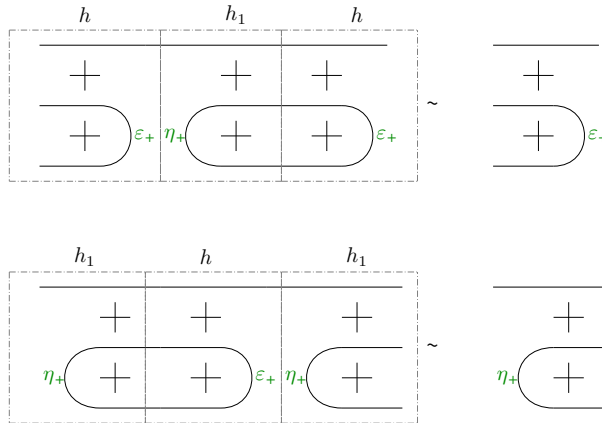 h h₁ h
+ + + +
ε₊ + η₊ + + ε₊ ~ + ε
h₁ h h₁
+ + + +
η₊ + + ε₊ η₊ + ~ η₊ +